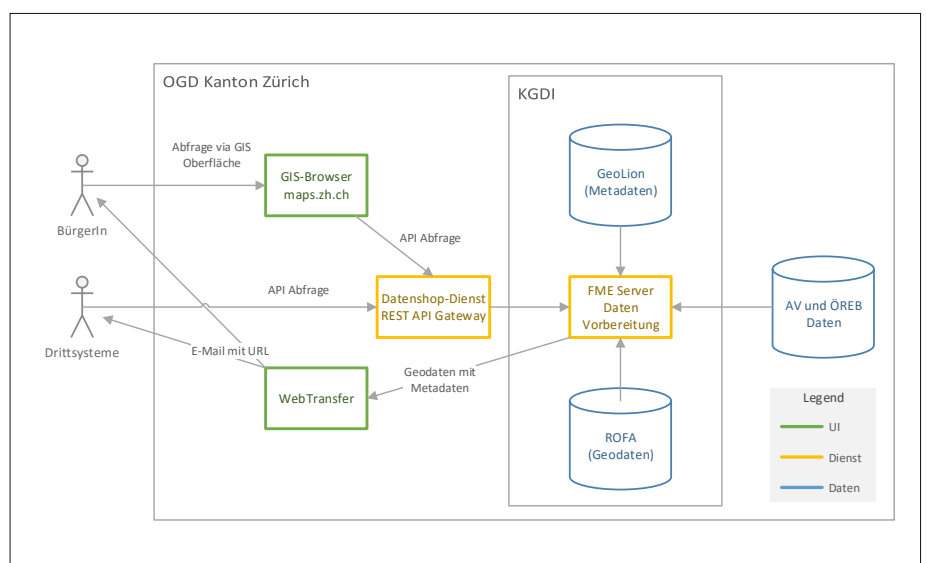 OGD Kanton Zürich
KGDI
Abfrage via GIS
Oberfläche
GIS-Browser
maps.zh.ch
GeoLion
(Metadaten)
BürgerIn
API Abfrage
API Abfrage
Datenshop-Dienst
REST API Gateway
FME Server
Daten
Vorbereitung
AV und ÖREB
Daten
Drittsysteme
E-Mail mit URL
Geodaten mit
Metadaten
WebTransfer
ROFA
(Geodaten)
Legend
UI
Dienst
Daten